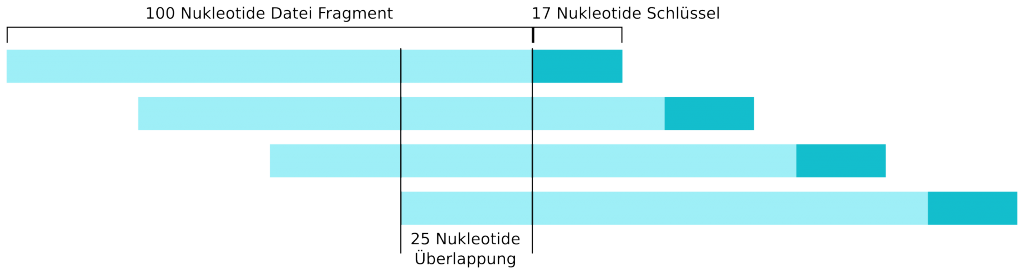 100 Nukleotide Datei Fragment
17 Nukleotide Schlüssel
25 Nukleotide
Überlappung